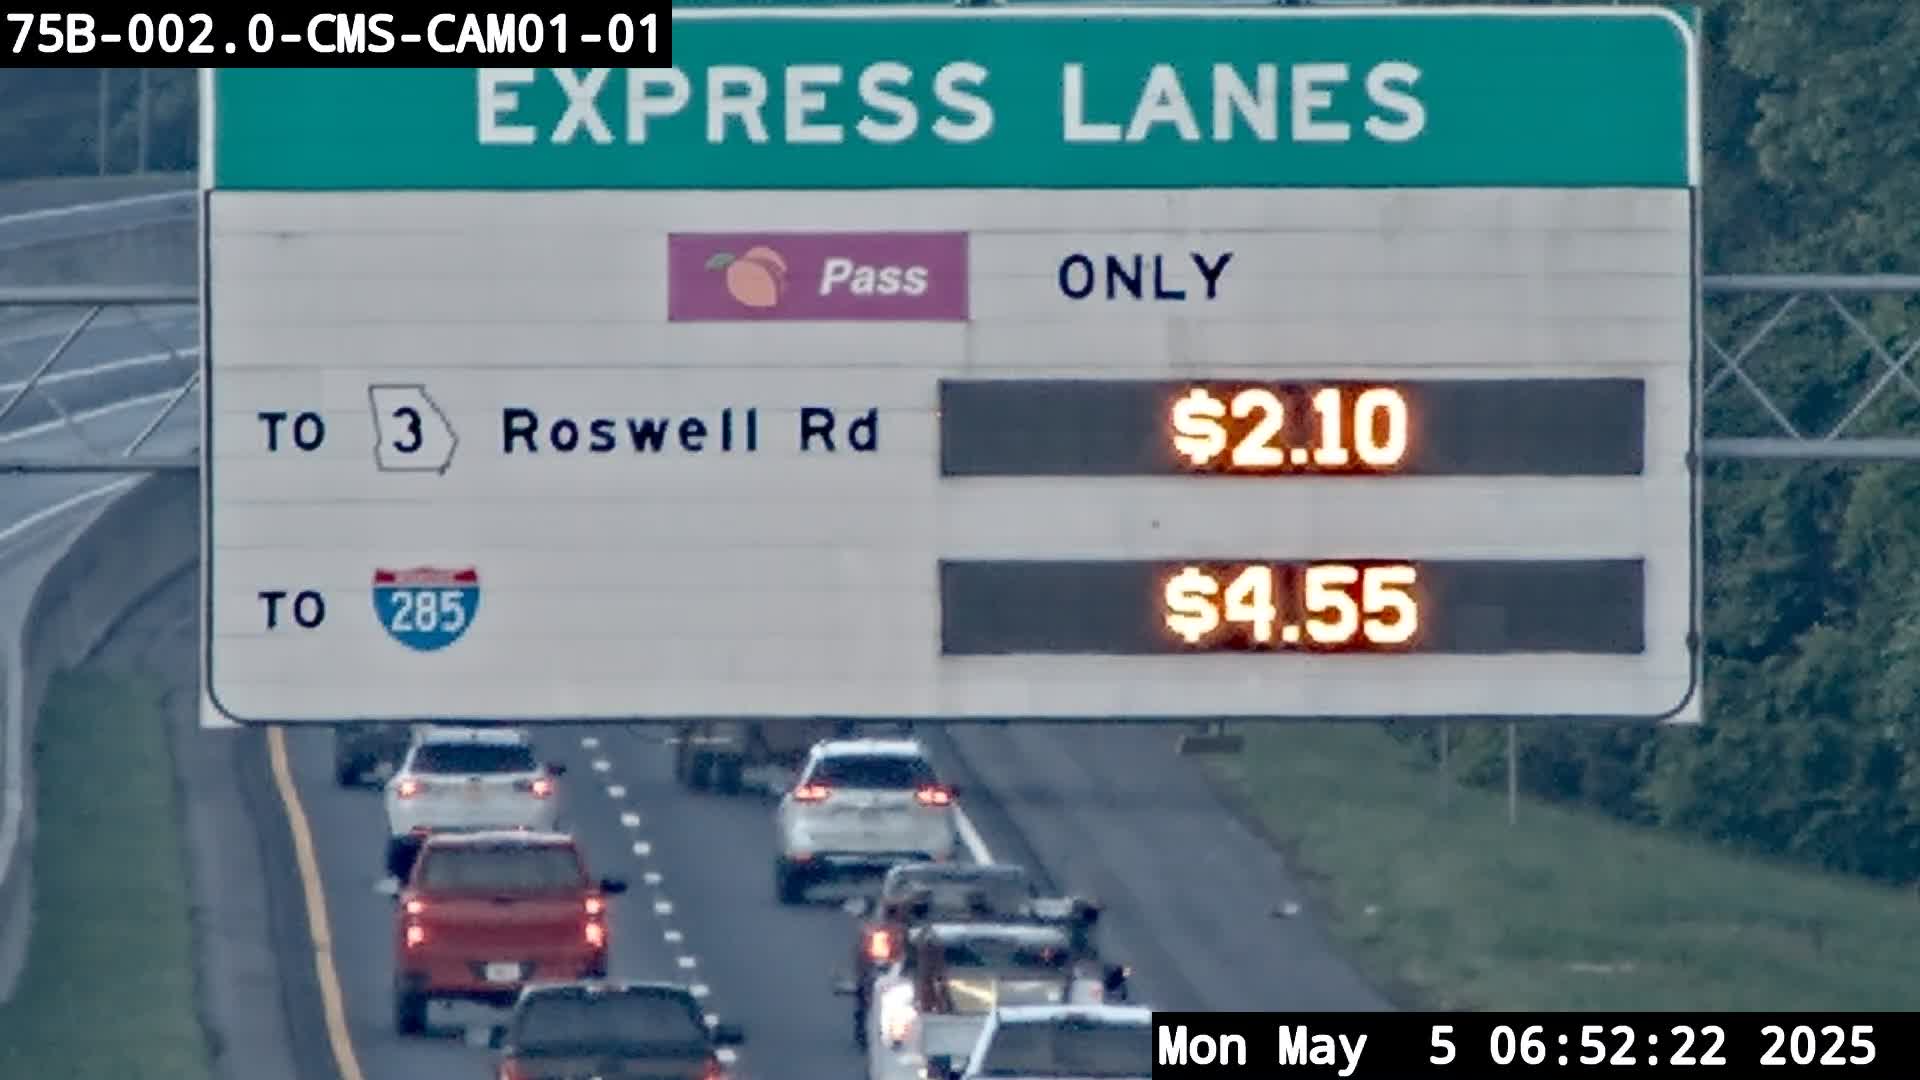 75B-002.0-CMS-CAM01-01
EXPRESS LANES
Pass ONLY
TO 3 Roswell Rd $2.10
TO 285 $4.55
Mon May 5 06:52:22 2025